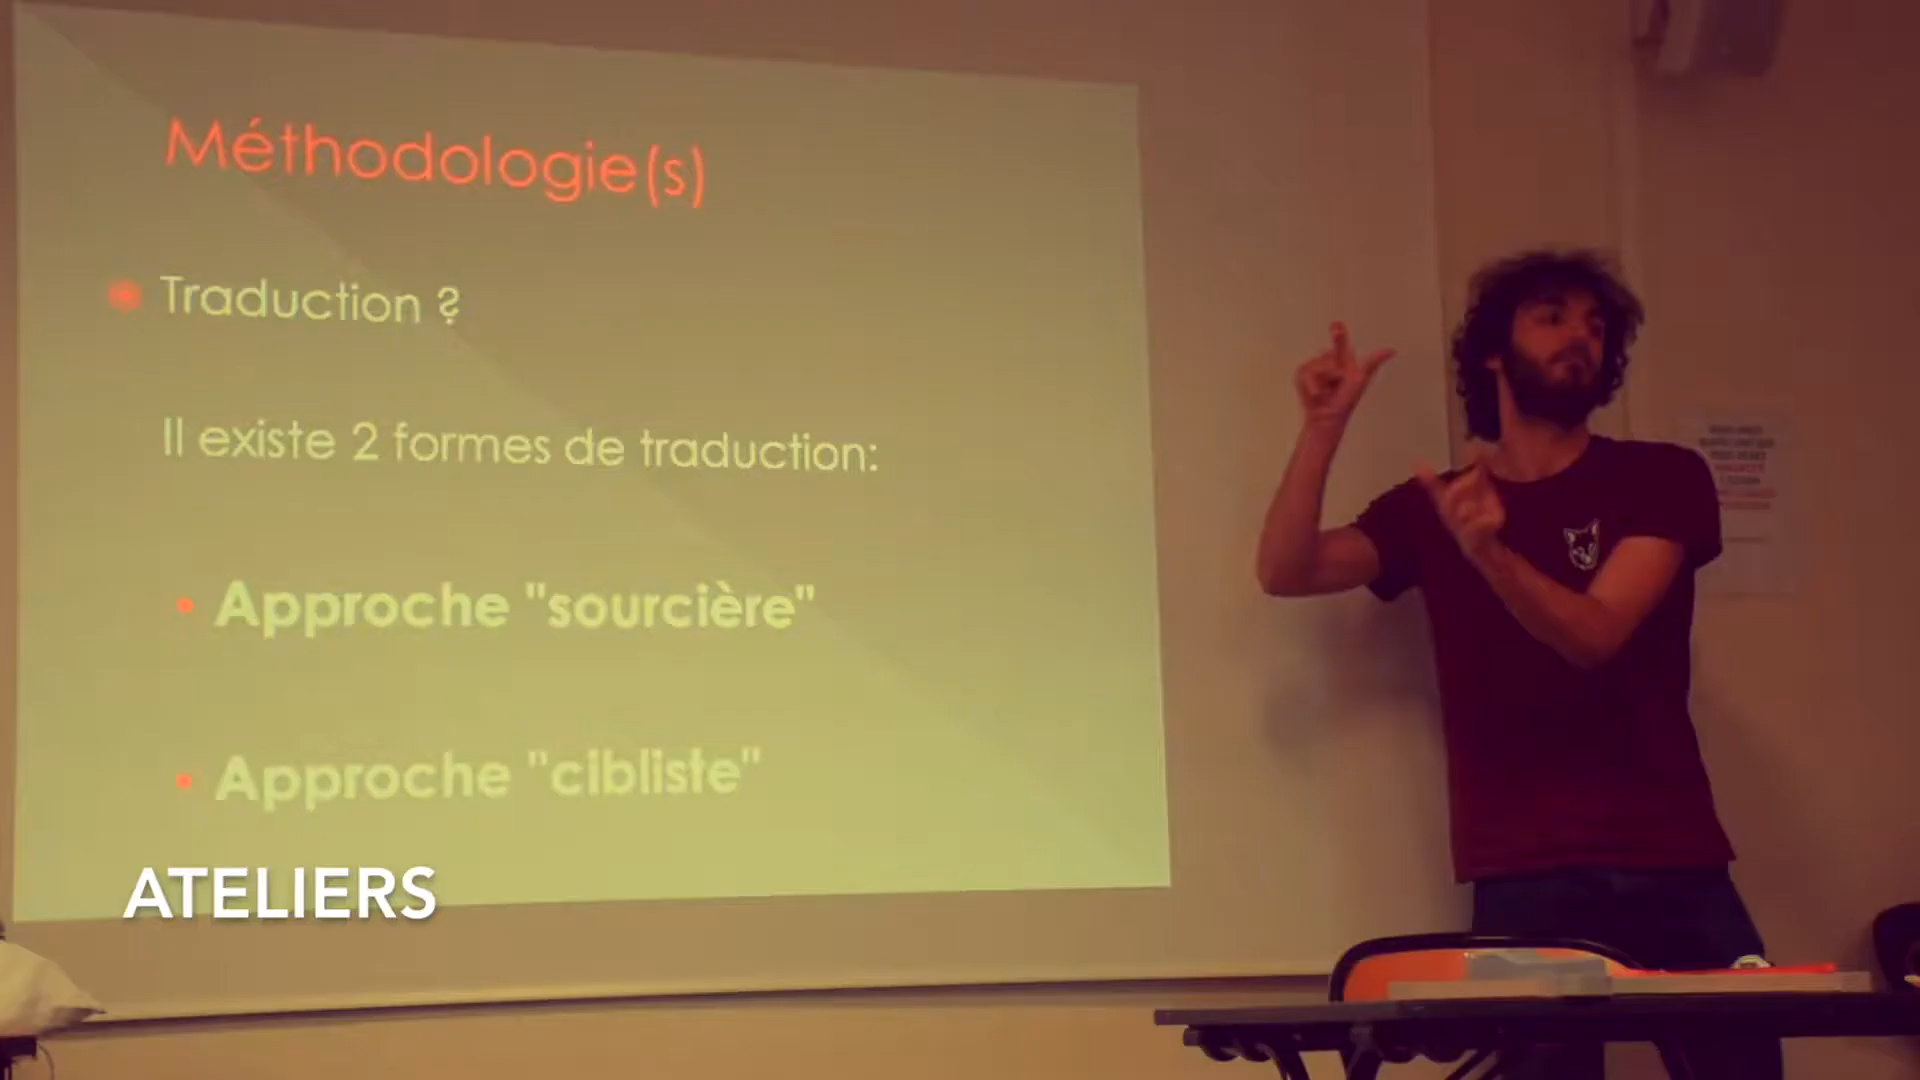 Méthodologie(s)
Traduction ?
Il existe 2 formes de traduction:
Approche "sourcière"
Approche "cibliste"
ATELIERS